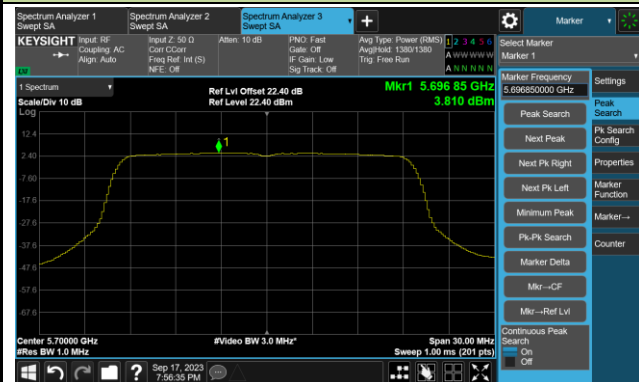 Spectrum Analyzer 1
Swept SA
Spectrum Analyzer 2
Swept SA
Spectrum Analyzer 3
Swept SA
Marker
KEYSIGHT
LXI
Input: RF
Coupling: AC
Align: Auto
Input Z: 50 Ω
Corr CCorr
Freq Ref: Int (S)
NFE: Off
Atten: 10 dB
PNO: Fast
Gate: Off
IF Gain: Low
Sig Track: Off
Avg Type: Power (RMS)
Avg|Hold: 1380/1380
Trig: Free Run
1 2 3 4 5 6
A W W W W W
A N N N N N
Select Marker
Marker 1
1 Spectrum
Scale/Div 10 dB
Log
Ref Lvl Offset 22.40 dB
Ref Level 22.40 dBm
Mkr1 5.696 85 GHz
3.810 dBm
1
12.4
2.40
-7.60
-17.6
-27.6
-37.6
-47.6
-57.6
-67.6
Center 5.70000 GHz
#Res BW 1.0 MHz
#Video BW 3.0 MHz*
Span 30.00 MHz
Sweep 1.00 ms (201 pts)
Marker Frequency
5.696850000 GHz
Peak Search
Next Peak
Next Pk Right
Next Pk Left
Minimum Peak
Pk-Pk Search
Marker Delta
Mkr→CF
Mkr→Ref Lvl
Continuous Peak
Search
On
Off
Settings
Peak
Search
Pk Search
Config
Properties
Marker
Function
Marker→
Counter
Sep 17, 2023
7:56:35 PM